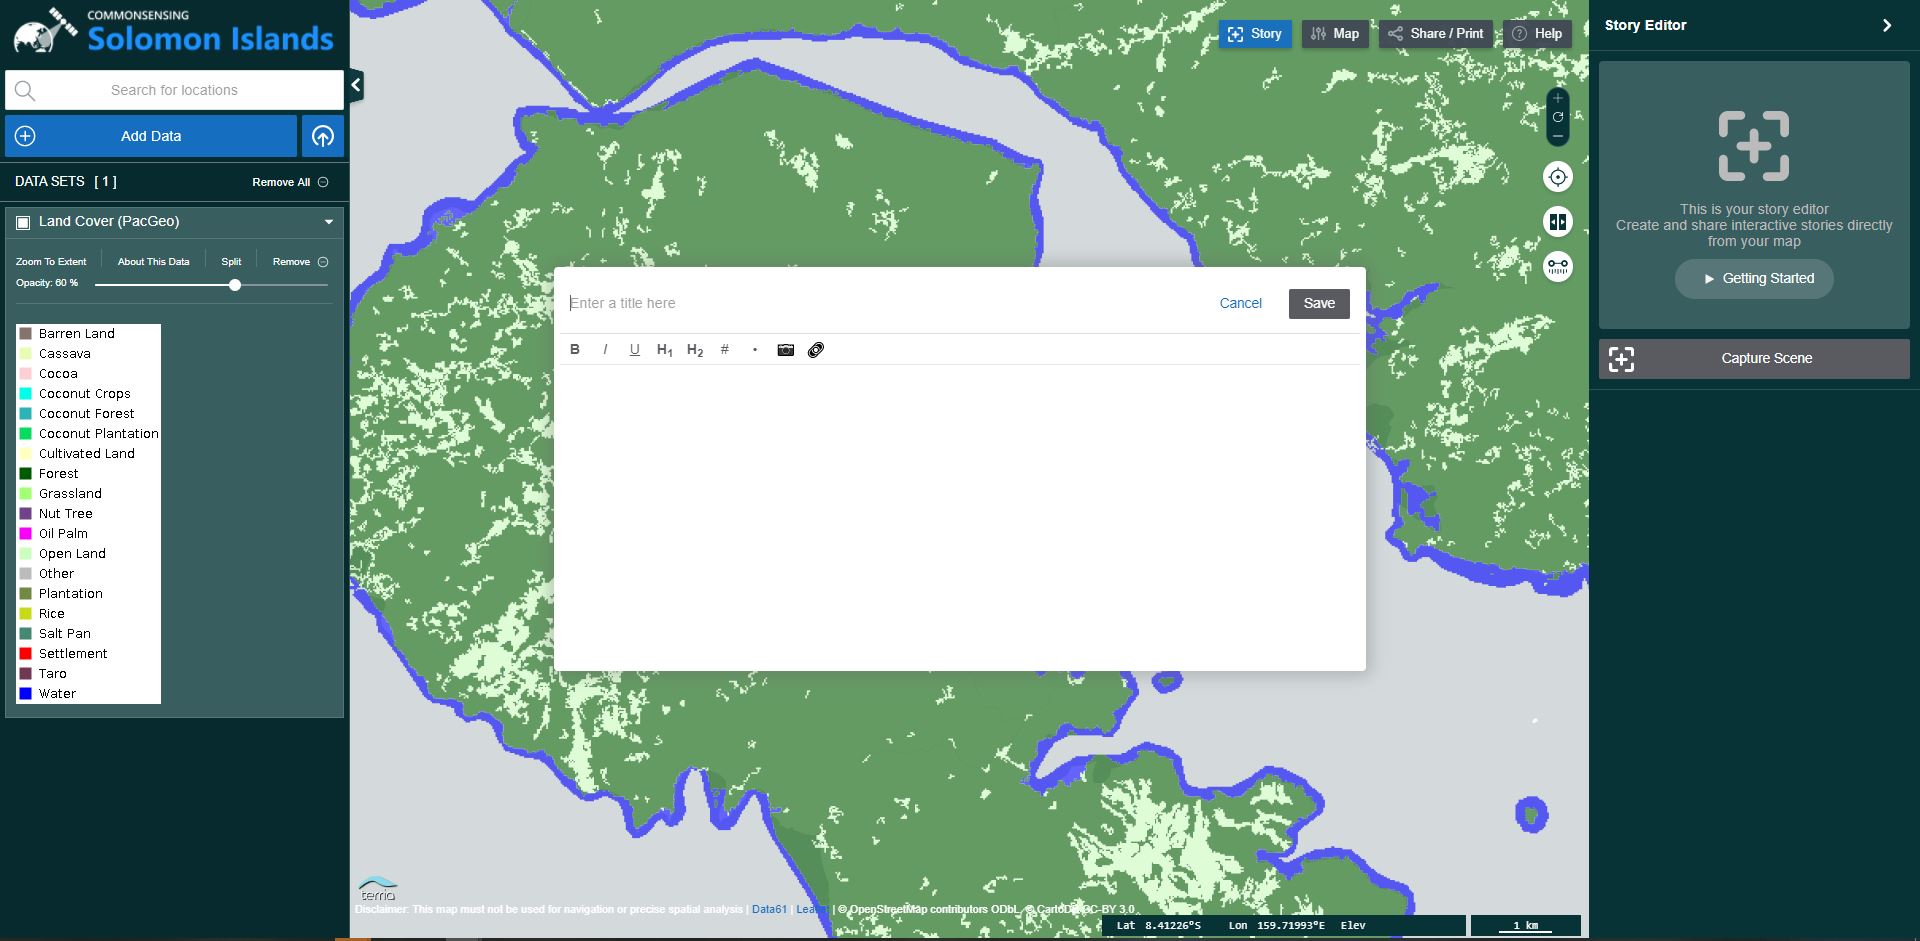 COMMONSENSING
Solomon Islands
Search for locations
Add Data
DATA SETS [ 1 ]
Remove All
Land Cover (PacGeo)
Zoom To Extent
About This Data
Split
Remove
Opacity: 60 %
Barren Land
Cassava
Cocoa
Coconut Crops
Coconut Forest
Coconut Plantation
Cultivated Land
Forest
Grassland
Nut Tree
Oil Palm
Open Land
Other
Plantation
Rice
Salt Pan
Settlement
Taro
Water
Story
Map
Share / Print
Help
Enter a title here
Cancel
Save
B I U H1 H2 # •
terria
Disclaimer: This map must not be used for navigation or precise spatial analysis | Data61 | | © OpenStreetMap contributors ODbL, © CartoDB CC-BY 3.0
Lat 8.41226°S Lon 159.71993°E Elev
1 km
Story Editor
This is your story editor
Create and share interactive stories directly
from your map
Getting Started
Capture Scene